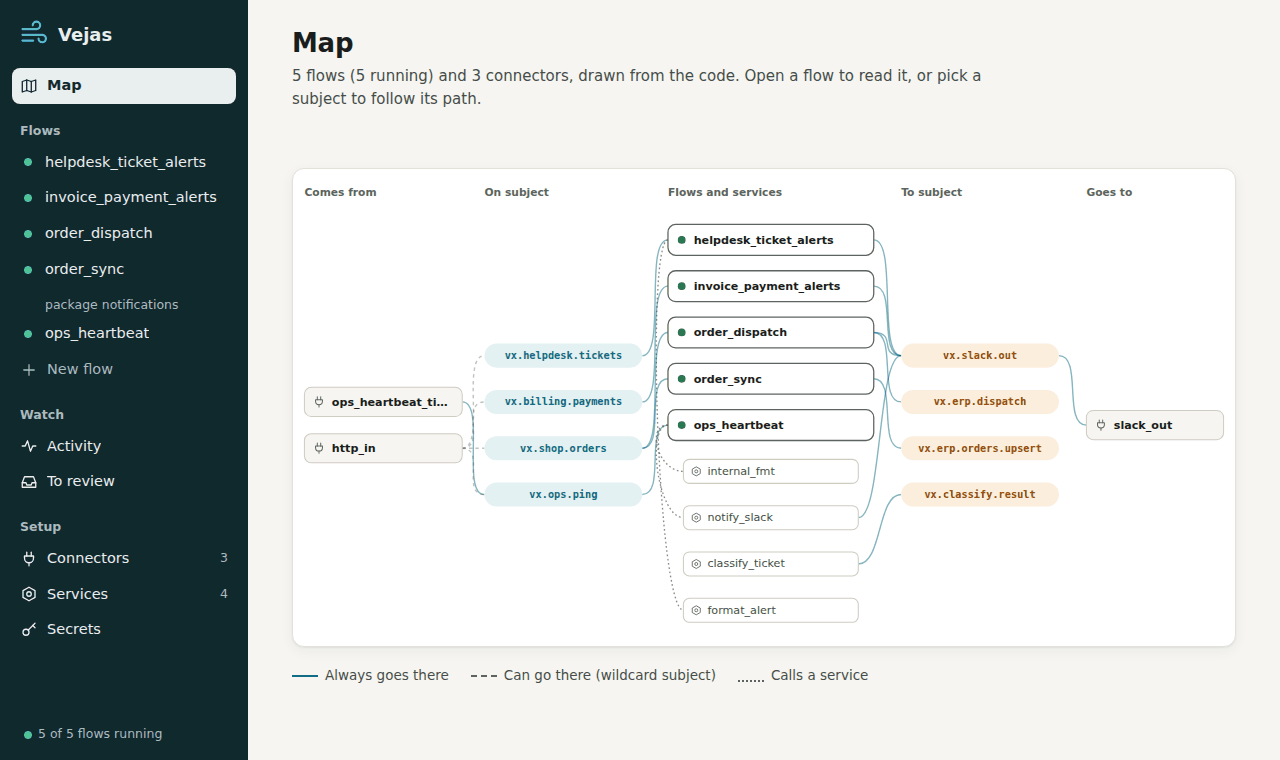 Vejas
Map
Flows
helpdesk_ticket_alerts
invoice_payment_alerts
order_dispatch
order_sync
package notifications
ops_heartbeat
New flow
Watch
Activity
To review
Setup
Connectors 3
Services 4
Secrets
5 of 5 flows running
Map
5 flows (5 running) and 3 connectors, drawn from the code. Open a flow to read it, or pick a
subject to follow its path.
Comes from
On subject
Flows and services
To subject
Goes to
ops_heartbeat_ti…
http_in
vx.helpdesk.tickets
vx.billing.payments
vx.shop.orders
vx.ops.ping
helpdesk_ticket_alerts
invoice_payment_alerts
order_dispatch
order_sync
ops_heartbeat
internal_fmt
notify_slack
classify_ticket
format_alert
vx.slack.out
vx.erp.dispatch
vx.erp.orders.upsert
vx.classify.result
slack_out
Always goes there
Can go there (wildcard subject)
Calls a service